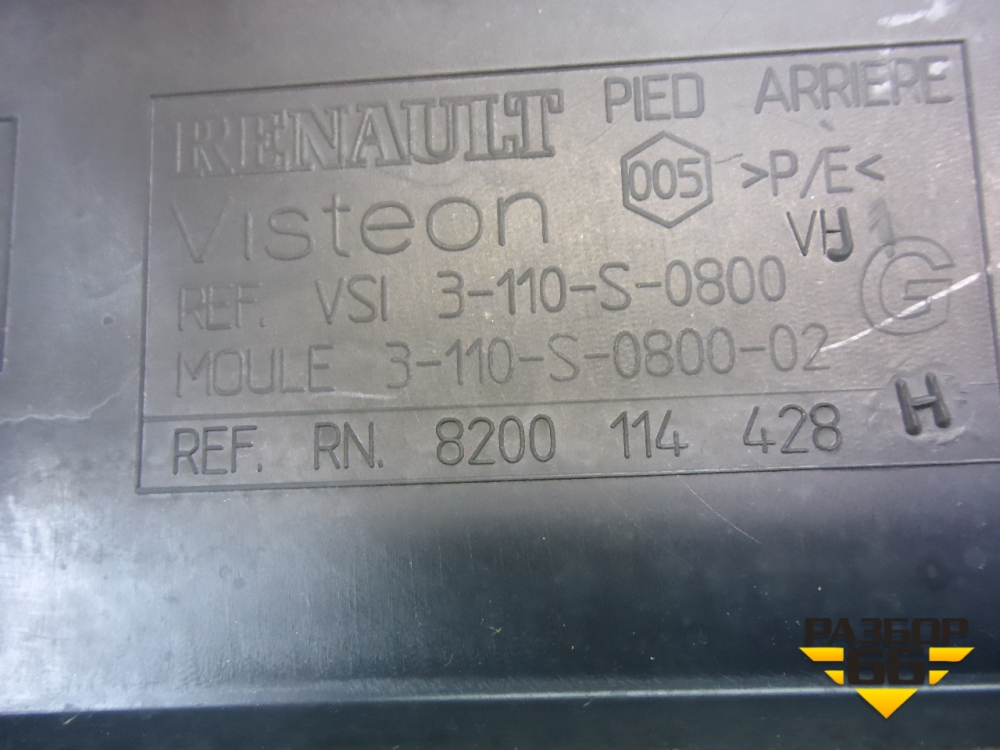 RENAULT PIED ARRIERE
005 >P/E<
Visteon VHJ
G
REF. VSI 3-110-S-0800
MOULE 3-110-S-0800-02
REF. RN. 8200 114 428 H
РАЗБОР
66